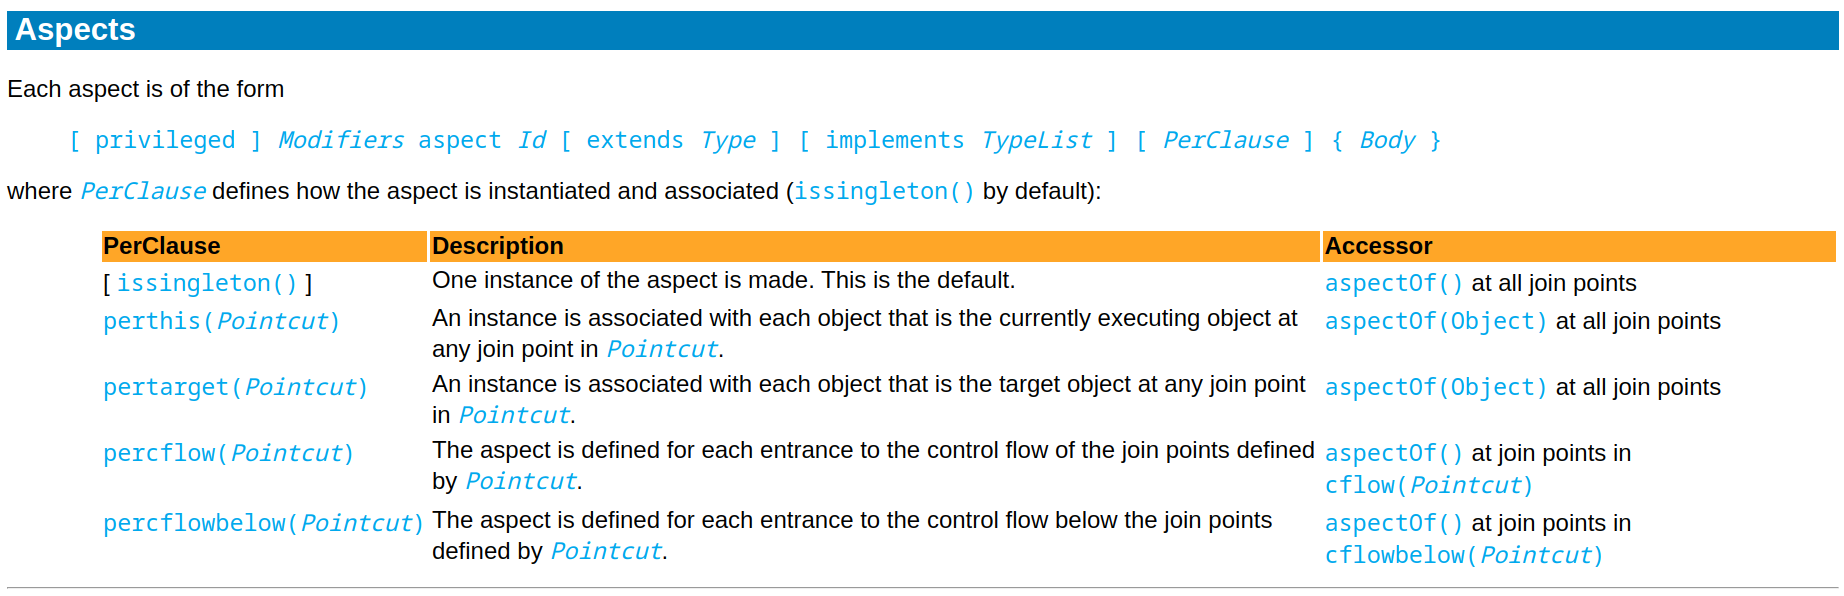 Aspects
Each aspect is of the form
[ privileged ] Modifiers aspect Id [ extends Type ] [ implements TypeList ] [ PerClause ] { Body }
where PerClause defines how the aspect is instantiated and associated (issingleton() by default):
PerClause Description Accessor
[ issingleton() ] One instance of the aspect is made. This is the default. aspectOf() at all join points
perthis(Pointcut) An instance is associated with each object that is the currently executing object at aspectOf(Object) at all join points
any join point in Pointcut.
pertarget(Pointcut) An instance is associated with each object that is the target object at any join point aspectOf(Object) at all join points
in Pointcut.
percflow(Pointcut) The aspect is defined for each entrance to the control flow of the join points defined aspectOf() at join points in
by Pointcut. cflow(Pointcut)
percflowbelow(Pointcut) The aspect is defined for each entrance to the control flow below the join points aspectOf() at join points in
defined by Pointcut. cflowbelow(Pointcut)